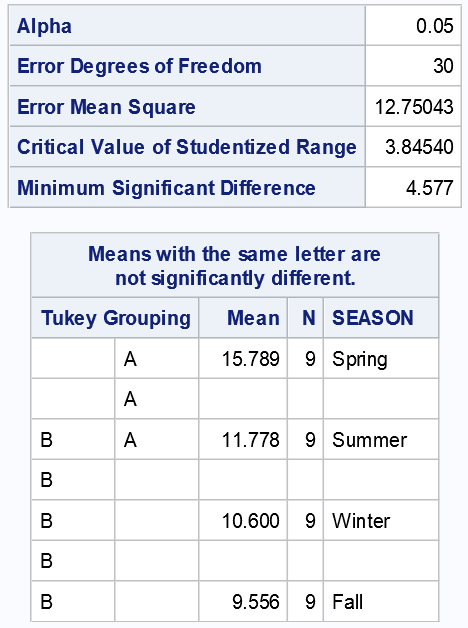 Alpha 0.05
Error Degrees of Freedom 30
Error Mean Square 12.75043
Critical Value of Studentized Range 3.84540
Minimum Significant Difference 4.577
Means with the same letter are
not significantly different.
Tukey Grouping Mean N SEASON
A 15.789 9 Spring
A
B A 11.778 9 Summer
B
B 10.600 9 Winter
B
B 9.556 9 Fall